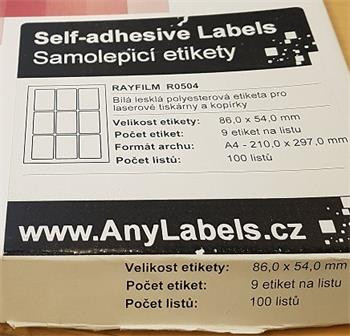 Self-adhesive Labels
Samolepicí etikety
RAYFILM R0504
Bílá lesklá polyesterová etiketa pro
laserové tiskárny a kopírky
Velikost etikety: 86,0 x 54,0 mm
Počet etiket: 9 etiket na listu
Formát archu: A4 - 210,0 x 297,0 mm
Počet listů: 100 listů
www.AnyLabels.cz
Velikost etikety: 86,0 x 54,0 mm
Počet etiket: 9 etiket na listu
Počet listů: 100 listů